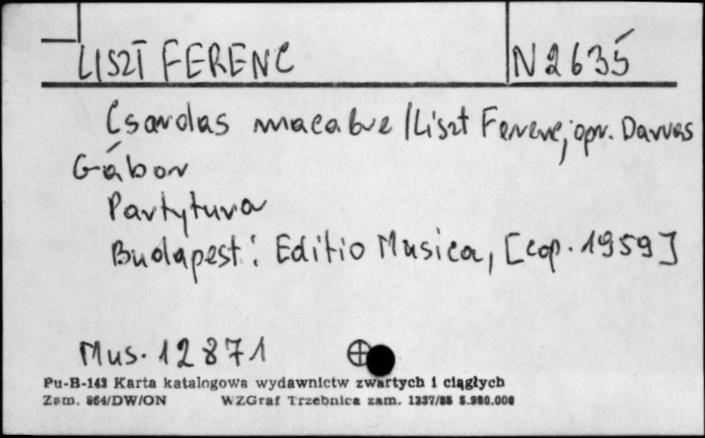 LISZT FERENC N 2635
Csardas macabre / Liszt Ferenc; opr. Darvas
Gábor
Partytura
Budapest: Editio Musica, [cop. 1959]
Mus. 12871
Pu-B-143 Karta katalogowa wydawnictw zwartych i ciągłych
Zam. 864/DW/ON WZGraf Trzebnica zam. 1337/88 5.980.000